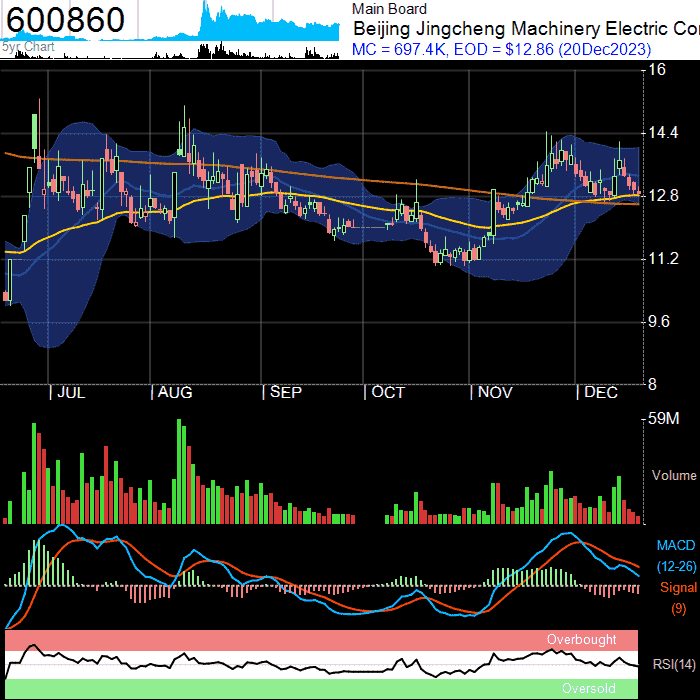 600860
5yr Chart
Main Board
Beijing Jingcheng Machinery Electric Co
MC = 697.4K, EOD = $12.86 (20Dec2023)
16
14.4
12.8
11.2
9.6
8
JUL AUG SEP OCT NOV DEC
59M
Volume
MACD
(12-26)
Signal
(9)
Overbought
RSI(14)
Oversold